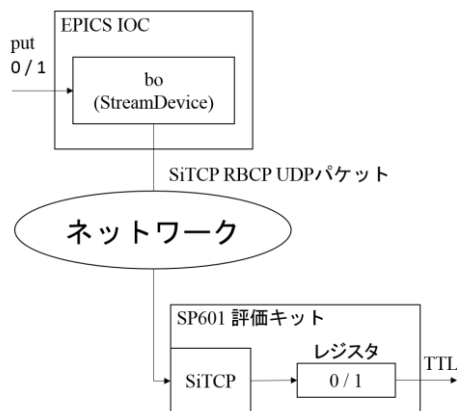 EPICS IOC
put
0 / 1
bo
(StreamDevice)
SiTCP RBCP UDPパケット
ネットワーク
SP601 評価キット
レジスタ
TTL
SiTCP
0 / 1